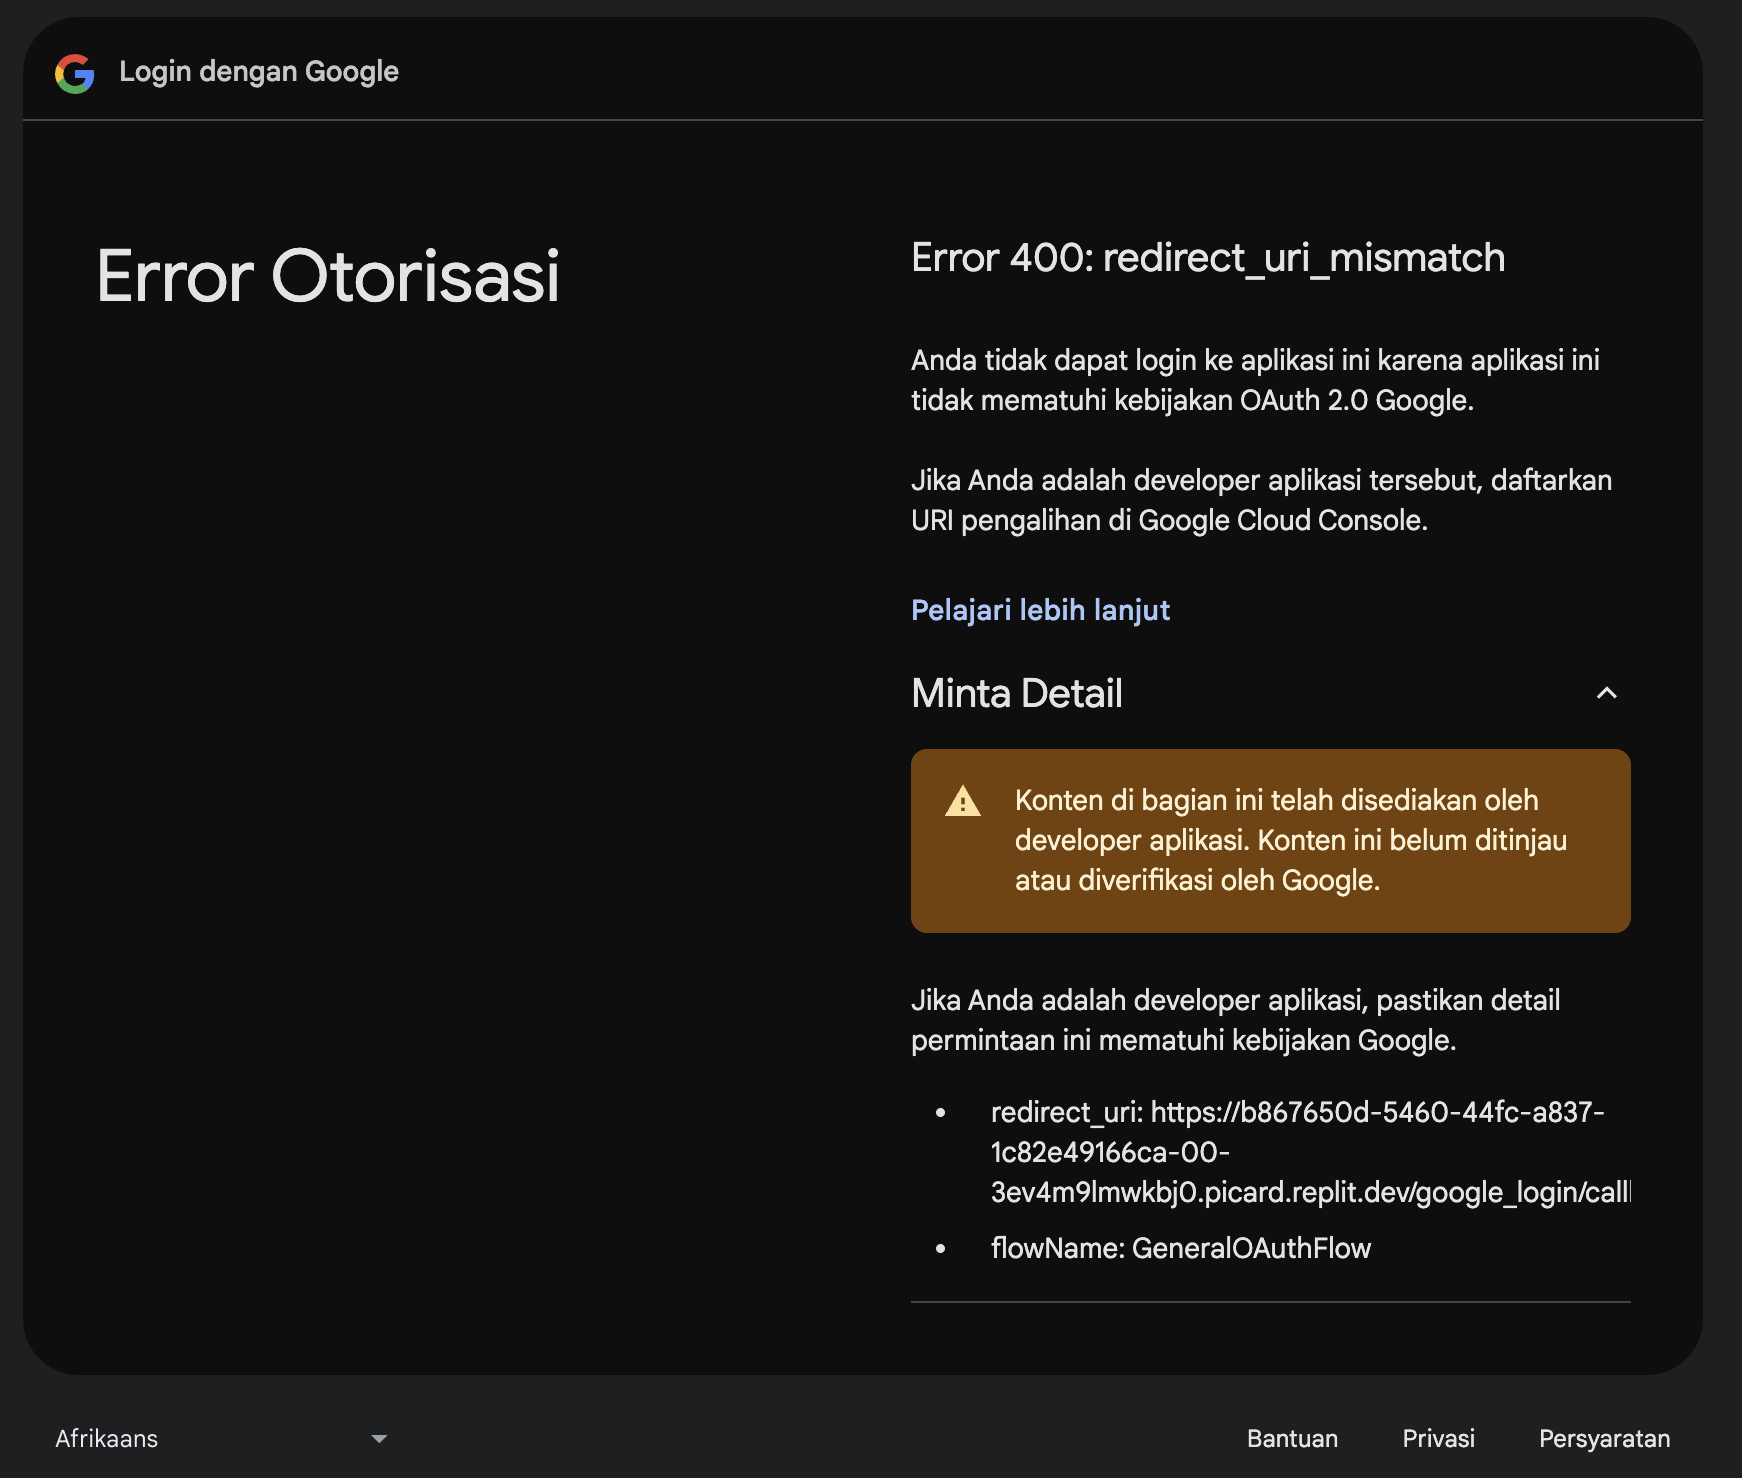 Login dengan Google
Error Otorisasi
Error 400: redirect_uri_mismatch
Anda tidak dapat login ke aplikasi ini karena aplikasi ini
tidak mematuhi kebijakan OAuth 2.0 Google.
Jika Anda adalah developer aplikasi tersebut, daftarkan
URI pengalihan di Google Cloud Console.
Pelajari lebih lanjut
Minta Detail
Konten di bagian ini telah disediakan oleh
developer aplikasi. Konten ini belum ditinjau
atau diverifikasi oleh Google.
Jika Anda adalah developer aplikasi, pastikan detail
permintaan ini mematuhi kebijakan Google.
• redirect_uri: https://b867650d-5460-44fc-a837-
1c82e49166ca-00-
3ev4m9lmwkbj0.picard.replit.dev/google_login/call
• flowName: GeneralOAuthFlow
Afrikaans
Bantuan Privasi Persyaratan